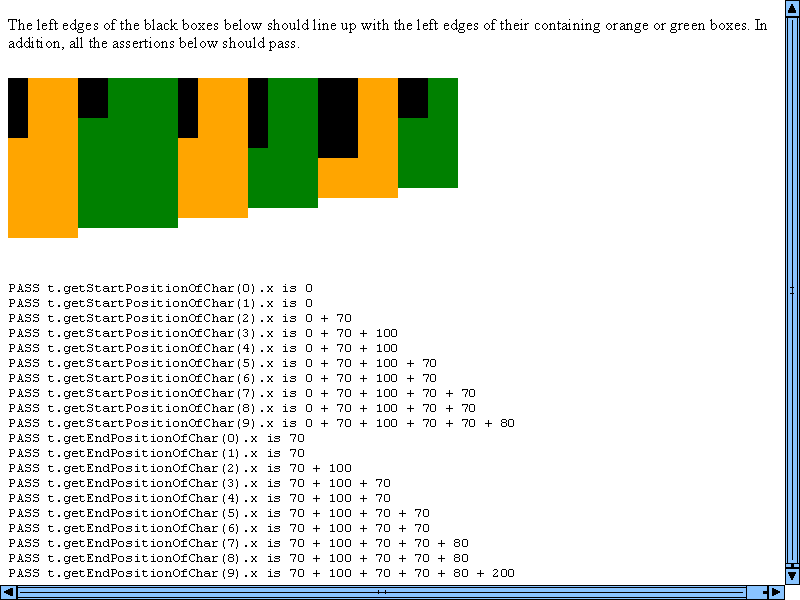 The left edges of the black boxes below should line up with the left edges of their containing orange or green boxes. In
addition, all the assertions below should pass.
PASS t.getStartPositionOfChar(0).x is 0
PASS t.getStartPositionOfChar(1).x is 0
PASS t.getStartPositionOfChar(2).x is 0 + 70
PASS t.getStartPositionOfChar(3).x is 0 + 70 + 100
PASS t.getStartPositionOfChar(4).x is 0 + 70 + 100
PASS t.getStartPositionOfChar(5).x is 0 + 70 + 100 + 70
PASS t.getStartPositionOfChar(6).x is 0 + 70 + 100 + 70
PASS t.getStartPositionOfChar(7).x is 0 + 70 + 100 + 70 + 70
PASS t.getStartPositionOfChar(8).x is 0 + 70 + 100 + 70 + 70
PASS t.getStartPositionOfChar(9).x is 0 + 70 + 100 + 70 + 70 + 80
PASS t.getEndPositionOfChar(0).x is 70
PASS t.getEndPositionOfChar(1).x is 70
PASS t.getEndPositionOfChar(2).x is 70 + 100
PASS t.getEndPositionOfChar(3).x is 70 + 100 + 70
PASS t.getEndPositionOfChar(4).x is 70 + 100 + 70
PASS t.getEndPositionOfChar(5).x is 70 + 100 + 70 + 70
PASS t.getEndPositionOfChar(6).x is 70 + 100 + 70 + 70
PASS t.getEndPositionOfChar(7).x is 70 + 100 + 70 + 70 + 80
PASS t.getEndPositionOfChar(8).x is 70 + 100 + 70 + 70 + 80
PASS t.getEndPositionOfChar(9).x is 70 + 100 + 70 + 70 + 80 + 200